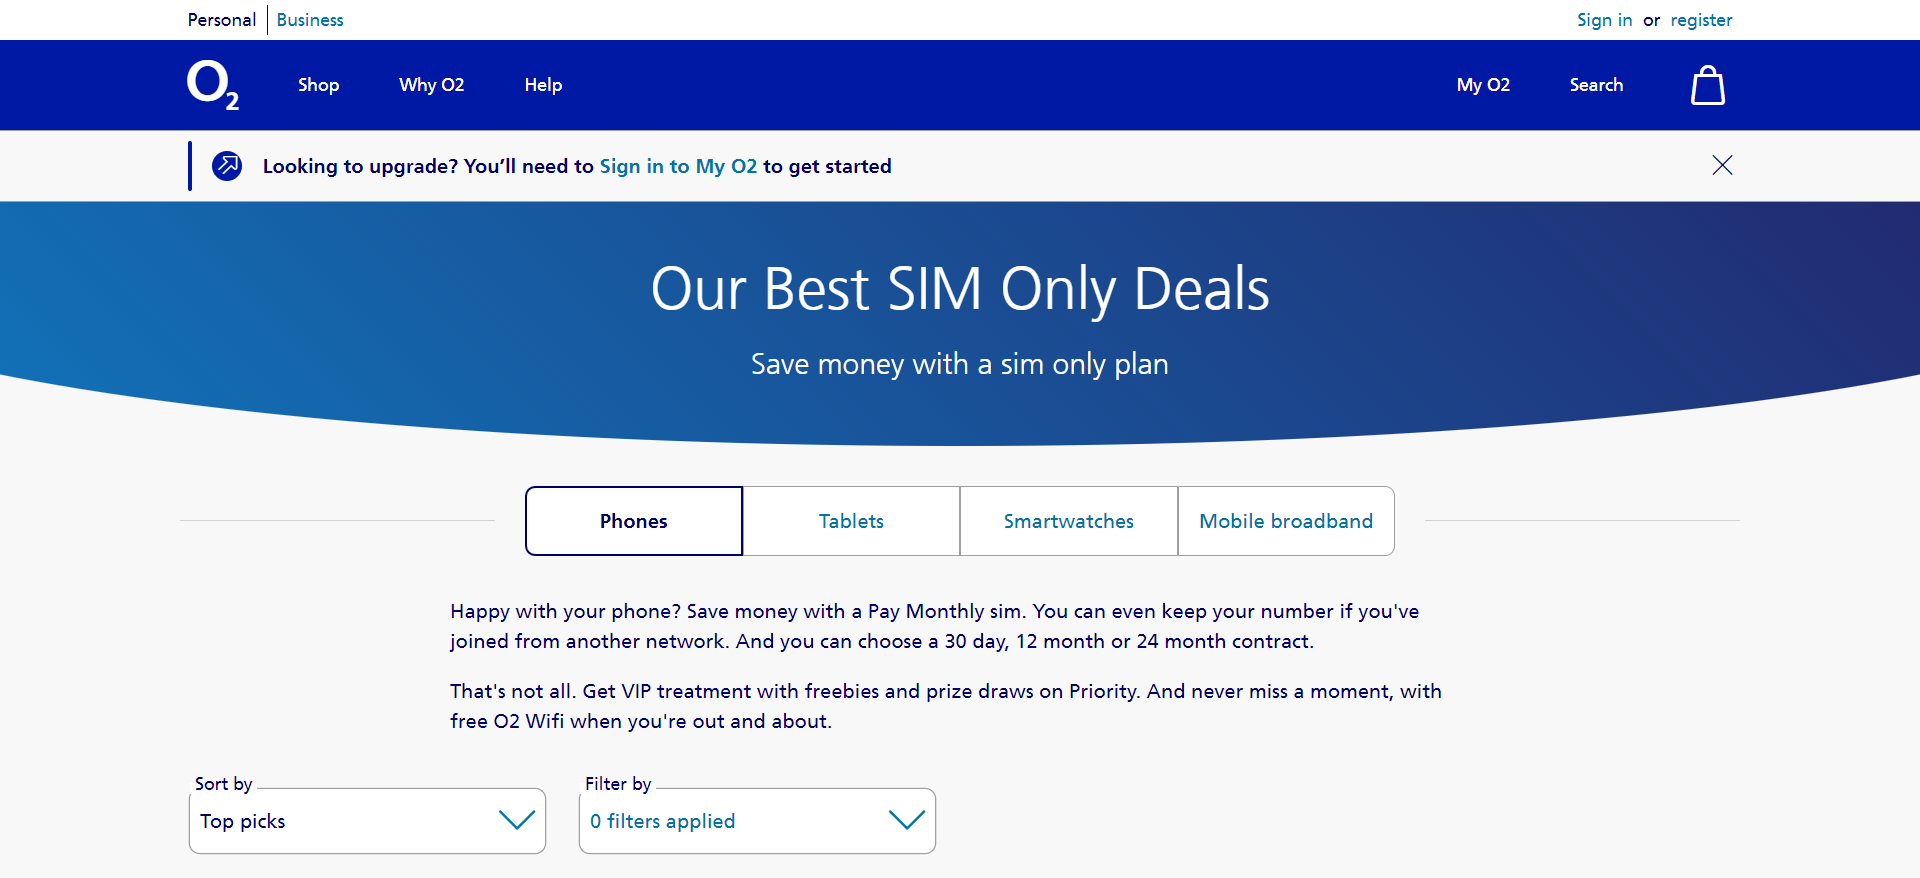 Personal Business Sign in or register
O2 Shop Why O2 Help My O2 Search
Looking to upgrade? You’ll need to Sign in to My O2 to get started
Our Best SIM Only Deals
Save money with a sim only plan
Phones Tablets Smartwatches Mobile broadband
Happy with your phone? Save money with a Pay Monthly sim. You can even keep your number if you've
joined from another network. And you can choose a 30 day, 12 month or 24 month contract.
That's not all. Get VIP treatment with freebies and prize draws on Priority. And never miss a moment, with
free O2 Wifi when you're out and about.
Sort by Filter by
Top picks 0 filters applied